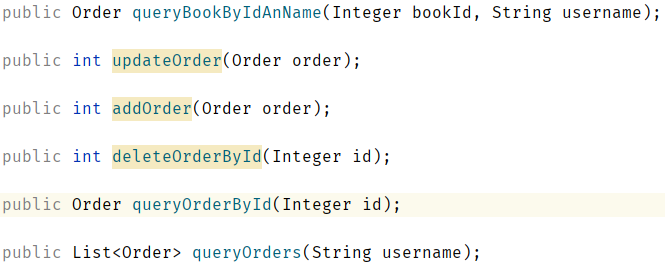 public Order queryBookByIdAnName(Integer bookId, String username);
public int updateOrder(Order order);
public int addOrder(Order order);
public int deleteOrderById(Integer id);
public Order queryOrderById(Integer id);
public List<Order> queryOrders(String username);